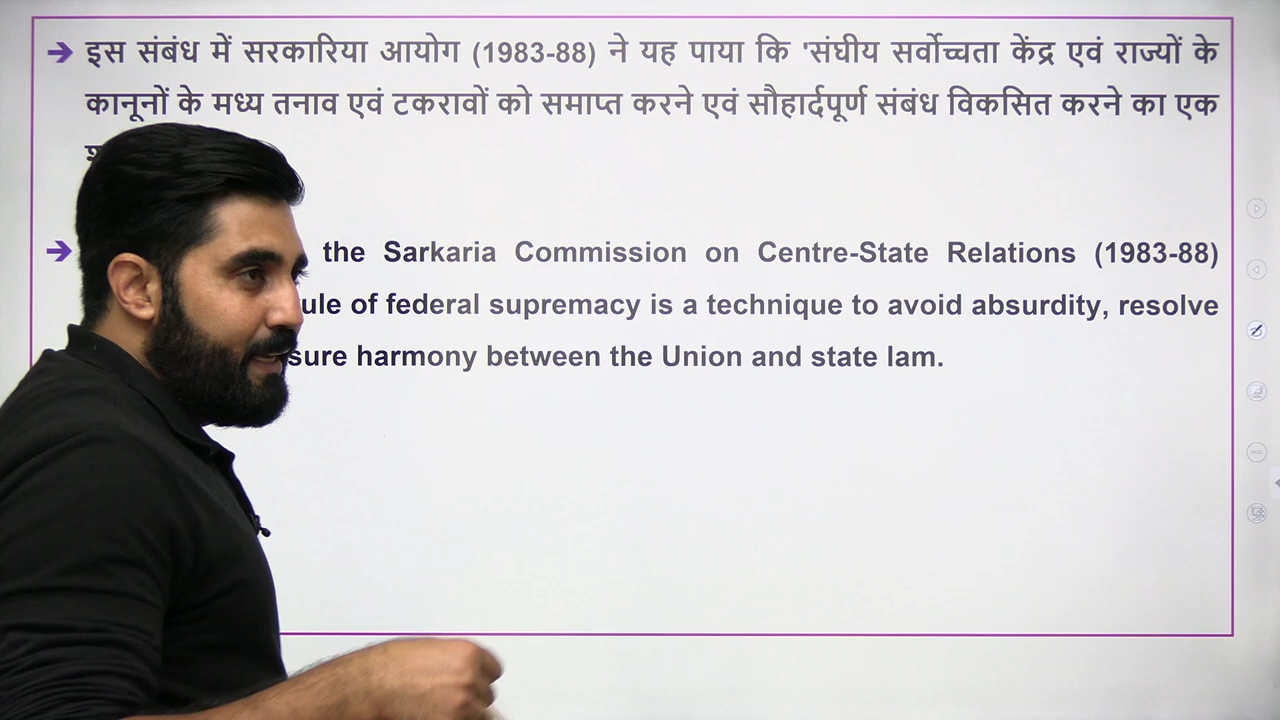 इस संबंध में सरकारिया आयोग (1983-88) ने यह पाया कि 'संघीय सर्वोच्चता केंद्र एवं राज्यों के
कानूनों के मध्य तनाव एवं टकरावों को समाप्त करने एवं सौहार्दपूर्ण संबंध विकसित करने का एक
the Sarkaria Commission on Centre-State Relations (1983-88)
of federal supremacy is a technique to avoid absurdity, resolve
harmony between the Union and state lam.